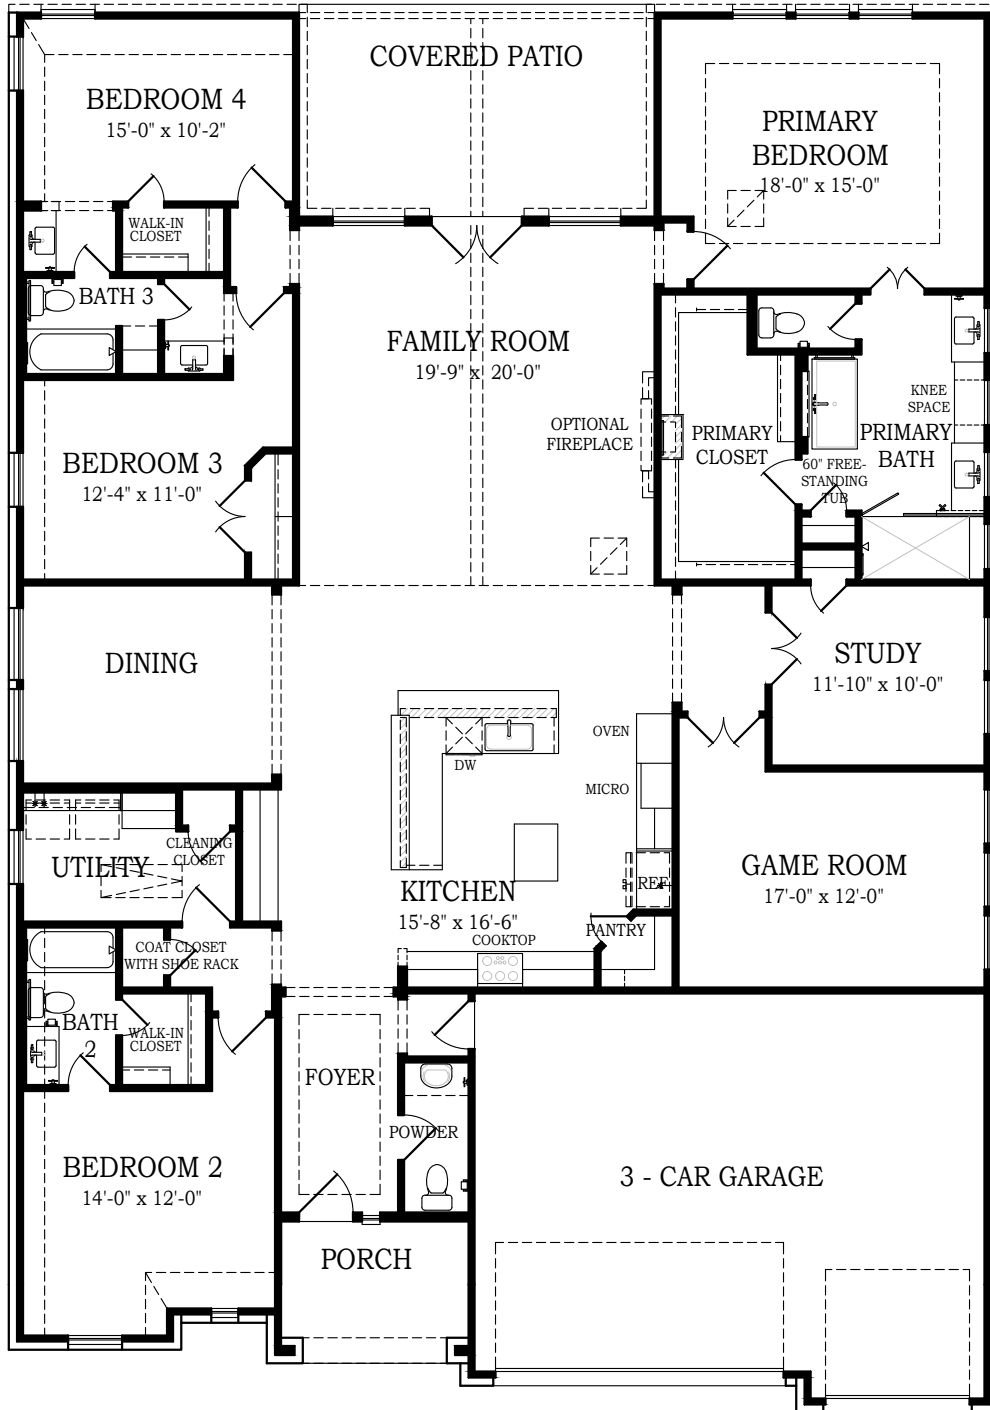 COVERED PATIO
BEDROOM 4
15'-0" x 10'-2"
PRIMARY
BEDROOM
18'-0" x 15'-0"
WALK-IN
CLOSET
BATH 3
FAMILY ROOM
19'-9" x 20'-0"
OPTIONAL
FIREPLACE
PRIMARY
CLOSET
KNEE
SPACE
PRIMARY
BATH
60" FREE-
STANDING
TUB
BEDROOM 3
12'-4" x 11'-0"
DINING
STUDY
11'-10" x 10'-0"
OVEN
DW
MICRO
UTILITY
CLEANING
CLOSET
REF
GAME ROOM
17'-0" x 12'-0"
KITCHEN
15'-8" x 16'-6"
COOKTOP
PANTRY
COAT CLOSET
WITH SHOE RACK
BATH
2
WALK-IN
CLOSET
FOYER
POWDER
BEDROOM 2
14'-0" x 12'-0"
3 - CAR GARAGE
PORCH